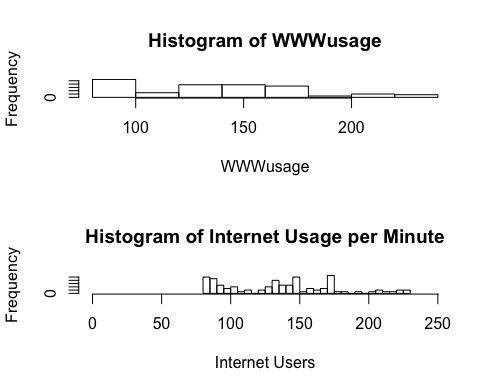 Histogram of WWWusage
Frequency
0
100 150 200
WWWusage
Histogram of Internet Usage per Minute
Frequency
0
0 50 100 150 200 250
Internet Users